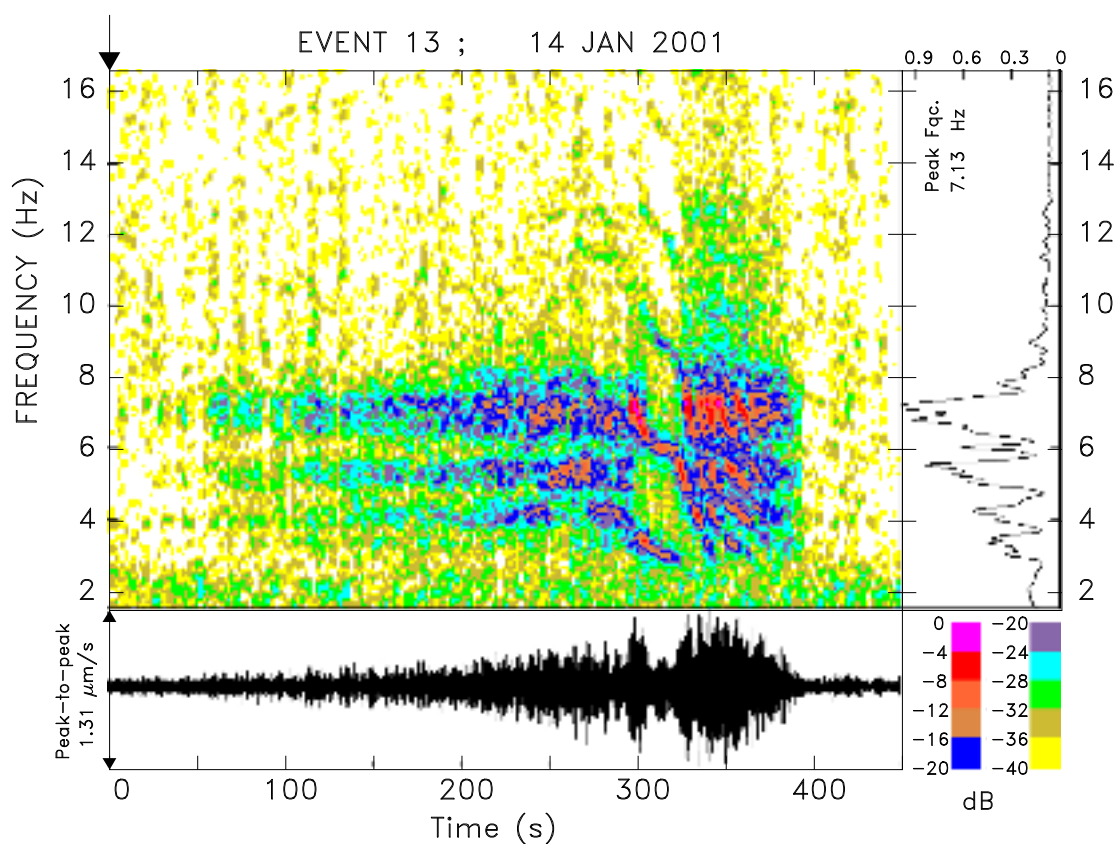 EVENT 13 ; 14 JAN 2001
0.9 0.6 0.3 0
FREQUENCY (Hz)
16
14
12
10
8
6
4
2
Peak Fqc.
7.13 Hz
16
14
12
10
8
6
4
2
Peak-to-peak
1.31 µm/s
0 100 200 300 400
Time (s)
0 -20
-4 -24
-8 -28
-12 -32
-16 -36
-20 -40
dB